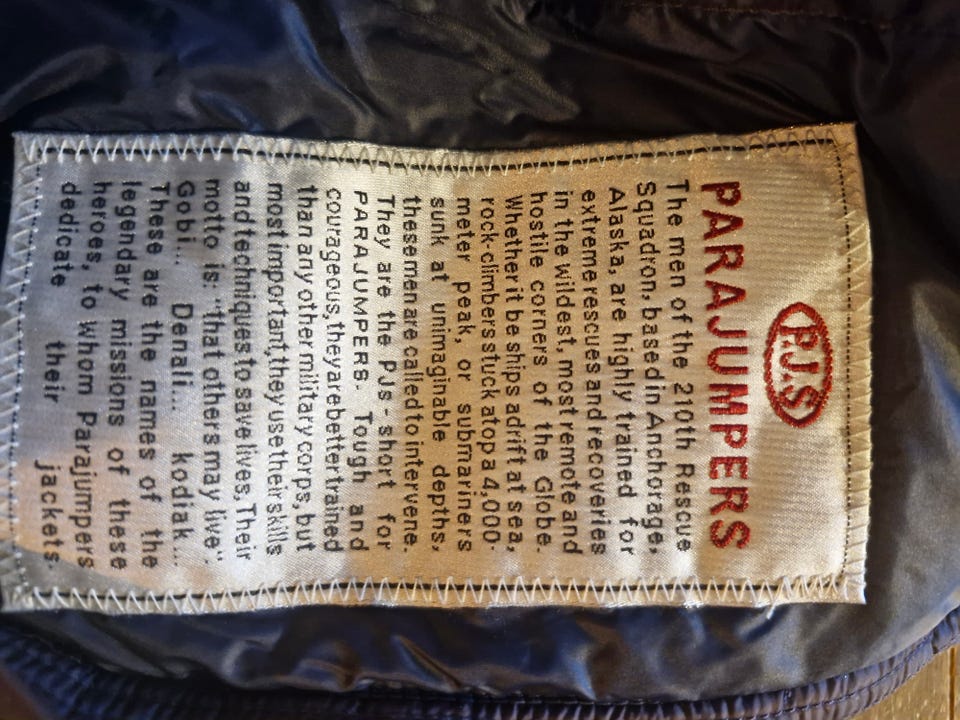 P.J.S
PARAJUMPERS
The men of the 210th Rescue
Squadron, based in Anchorage,
Alaska, are highly trained for
extreme rescues and recoveries
in the wildest, most remote and
hostile corners of the Globe.
Whether it be ships adrift at sea,
rock-climbers stuck atop a 4,000-
meter peak, or submariners
sunk at unimaginable depths,
these men are called to intervene.
They are the PJs - short for
PARAJUMPERS. Tough and
courageous, they are better trained
than any other military corps, but
most important, they use their skills
and techniques to save lives. Their
motto is: "that others may live".
Gobi... Denali... kodiak...
These are the names of the
legendary missions of these
heroes, to whom Parajumpers
dedicate their jackets.